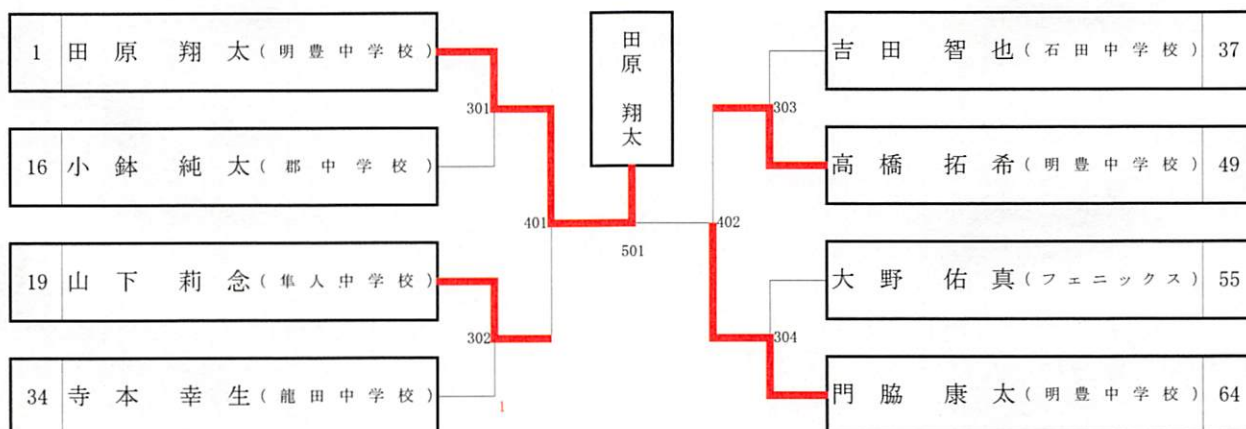 1 田原 翔太 (明豊中学校)
301
16 小鉢 純太 (郡中学校)
401
19 山下 莉念 (隼人中学校)
302
34 寺本 幸生 (龍田中学校)
1
田原 翔太
501
吉田 智也 (石田中学校) 37
303
高橋 拓希 (明豊中学校) 49
402
大野 佑真 (フェニックス) 55
304
門脇 康太 (明豊中学校) 64